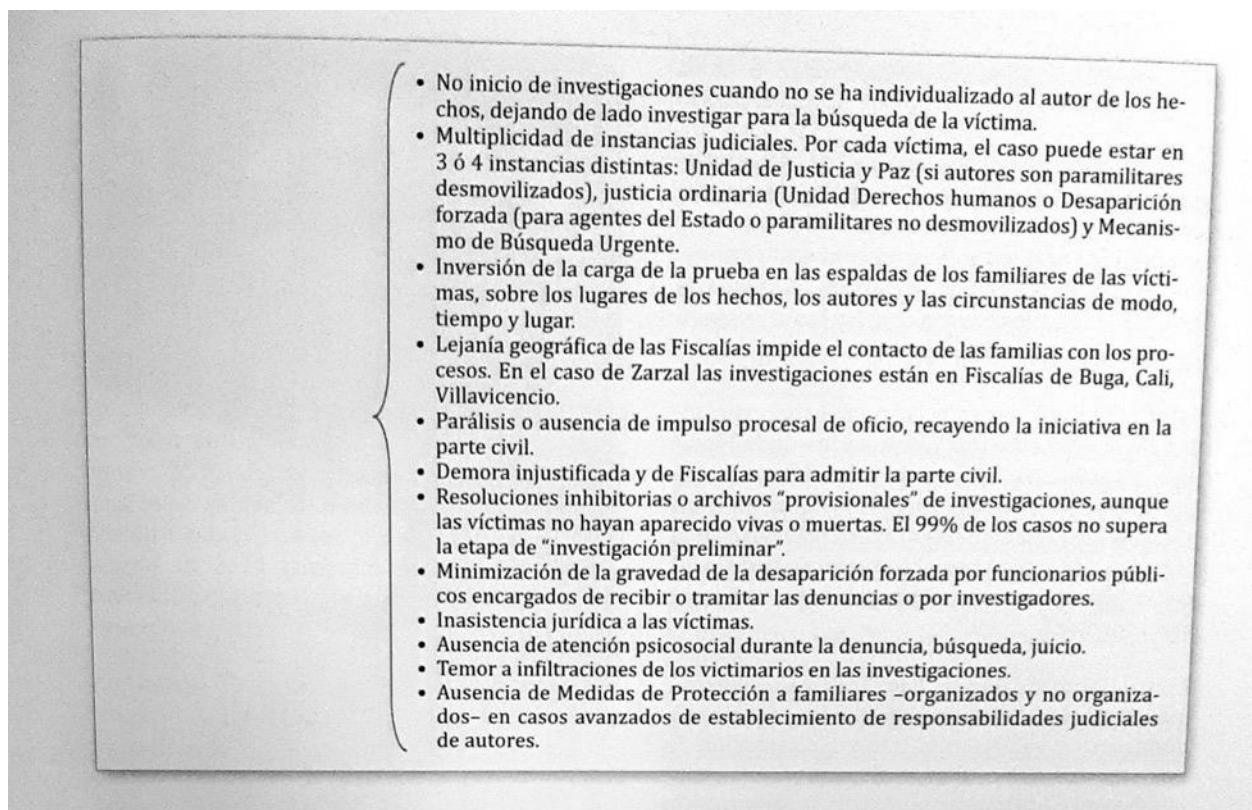 • No inicio de investigaciones cuando no se ha individualizado al autor de los he-
chos, dejando de lado investigar para la búsqueda de la víctima.
• Multiplicidad de instancias judiciales. Por cada víctima, el caso puede estar en
3 ó 4 instancias distintas: Unidad de Justicia y Paz (si autores son paramilitares
desmovilizados), justicia ordinaria (Unidad Derechos humanos o Desaparición
forzada (para agentes del Estado o paramilitares no desmovilizados) y Mecanis-
mo de Búsqueda Urgente.
• Inversión de la carga de la prueba en las espaldas de los familiares de las vícti-
mas, sobre los lugares de los hechos, los autores y las circunstancias de modo,
tiempo y lugar.
• Lejanía geográfica de las Fiscalías impide el contacto de las familias con los pro-
cesos. En el caso de Zarzal las investigaciones están en Fiscalías de Buga, Cali,
Villavicencio.
• Parálisis o ausencia de impulso procesal de oficio, recayendo la iniciativa en la
parte civil.
• Demora injustificada y de Fiscalías para admitir la parte civil.
• Resoluciones inhibitorias o archivos “provisionales” de investigaciones, aunque
las víctimas no hayan aparecido vivas o muertas. El 99% de los casos no supera
la etapa de “investigación preliminar”.
• Minimización de la gravedad de la desaparición forzada por funcionarios públi-
cos encargados de recibir o tramitar las denuncias o por investigadores.
• Inasistencia jurídica a las víctimas.
• Ausencia de atención psicosocial durante la denuncia, búsqueda, juicio.
• Temor a infiltraciones de los victimarios en las investigaciones.
• Ausencia de Medidas de Protección a familiares –organizados y no organiza-
dos– en casos avanzados de establecimiento de responsabilidades judiciales
de autores.